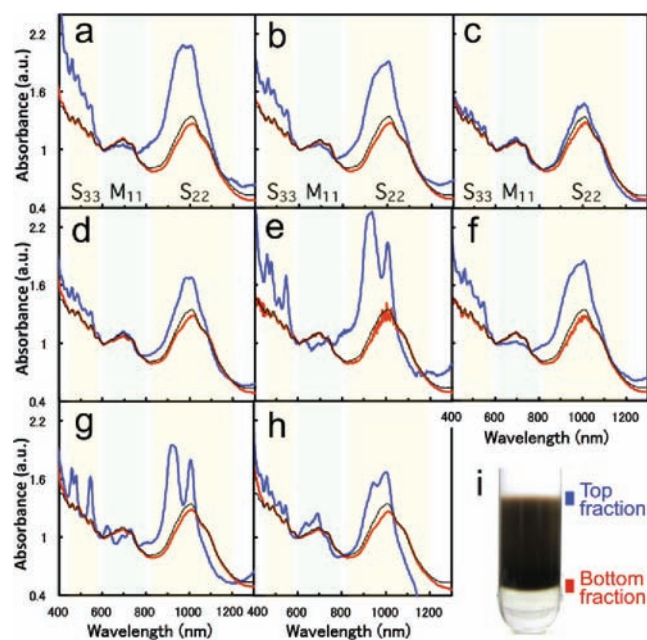 a b c
2.2
1.6
1
0.4
Absorbance (a.u.)
S33 M11 S22
S33 M11 S22
S33 M11 S22
d e f
2.2
1.6
1
0.4
Absorbance (a.u.)
400 800 1200
Wavelength (nm)
g h i
2.2
1.6
1
0.4
Absorbance (a.u.)
Top
fraction
Bottom
fraction
400 600 800 1000 1200 400 600 800 1000 1200
Wavelength (nm) Wavelength (nm)